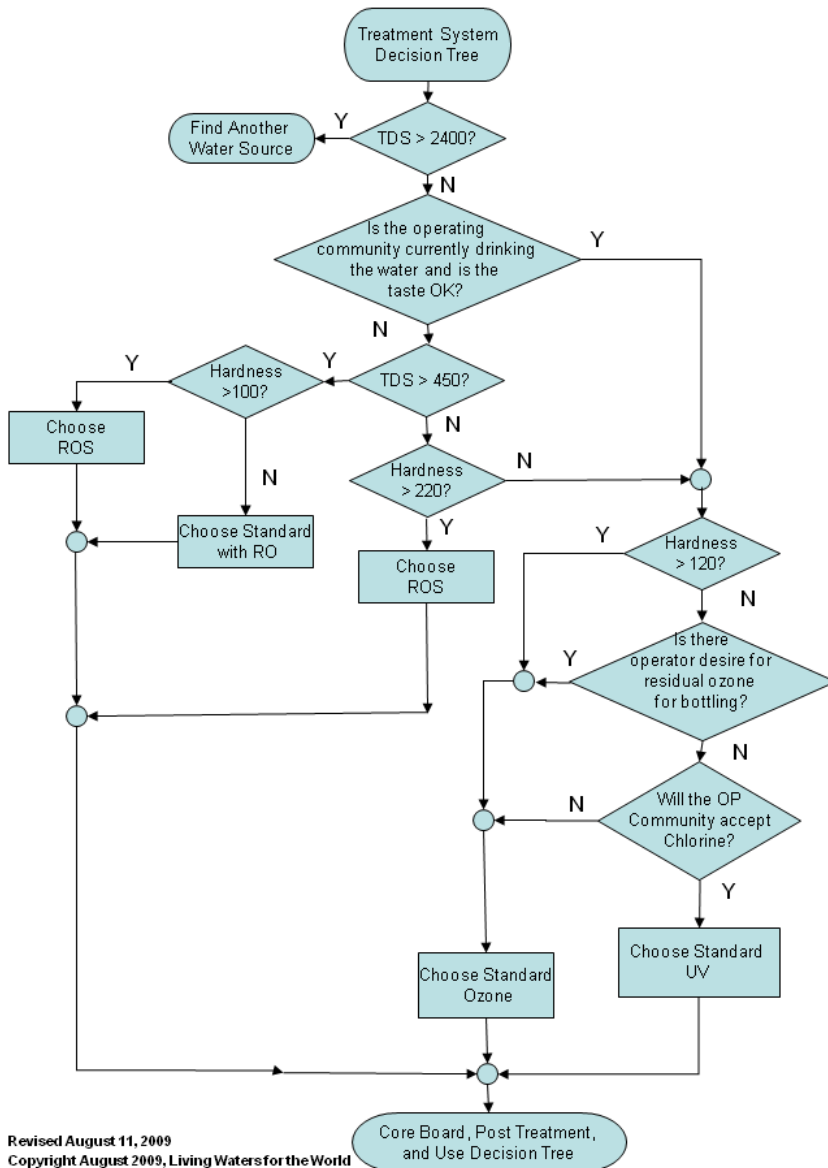 Treatment System
Decision Tree
Y
Find Another
Water Source
TDS > 2400?
N
Is the operating
community currently drinking
the water and is the
taste OK?
Y
N
Y
Hardness
>100?
Y
TDS > 450?
Choose
ROS
N
N
Hardness
> 220?
N
Choose Standard
with RO
Y
Choose
ROS
Y
Hardness
> 120?
N
Is there
operator desire for
residual ozone
for bottling?
Y
N
N
Will the OP
Community accept
Chlorine?
Y
Choose Standard
Ozone
Choose Standard
UV
Core Board, Post Treatment,
and Use Decision Tree
Revised August 11, 2009
Copyright August 2009, Living Waters for the World